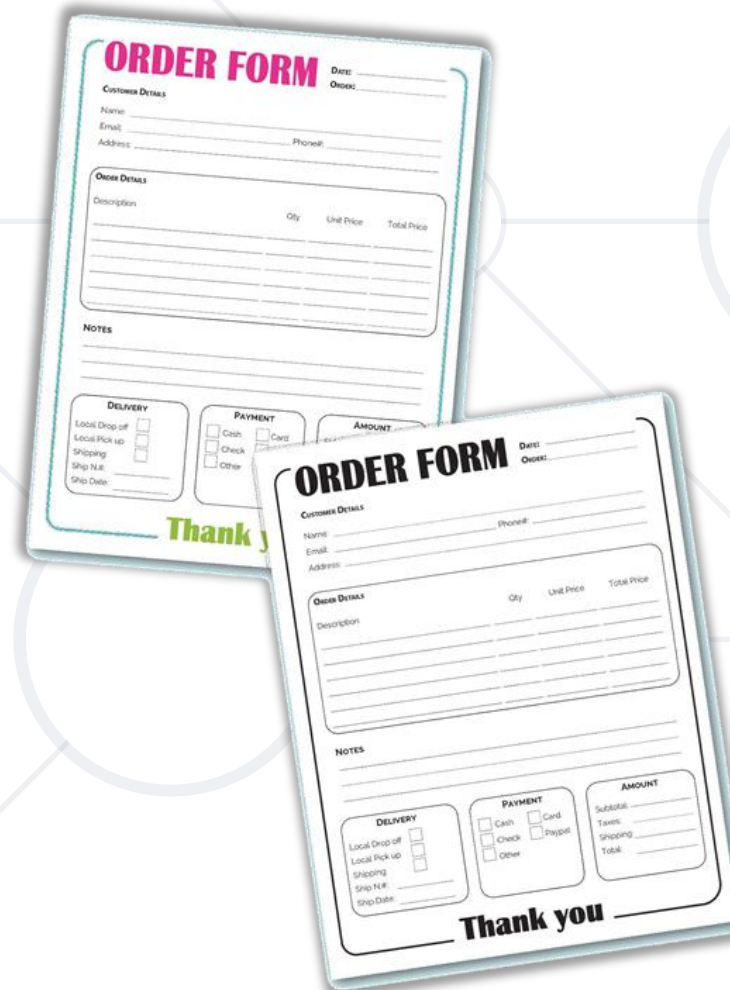 ORDER FORM
DATE:
ORDER:
CUSTOMER DETAILS
Name:
Email:
Phone#:
Address:
ORDER DETAILS
Description
Qty
Unit Price
Total Price
NOTES
DELIVERY
Local Drop off
Local Pick up
Shipping
Ship N.#:
Ship Date:
PAYMENT
Cash
Card
Check
Other
AMOUNT
Thank
ORDER FORM
DATE:
ORDER:
CUSTOMER DETAILS
Name:
Email:
Phone#:
Address:
ORDER DETAILS
Description
Qty
Unit Price
Total Price
NOTES
DELIVERY
Local Drop off
Local Pick up
Shipping
Ship N.#:
Ship Date:
PAYMENT
Cash
Card
Check
Paypal
Other
AMOUNT
Subtotal:
Taxes:
Shipping:
Total:
Thank you